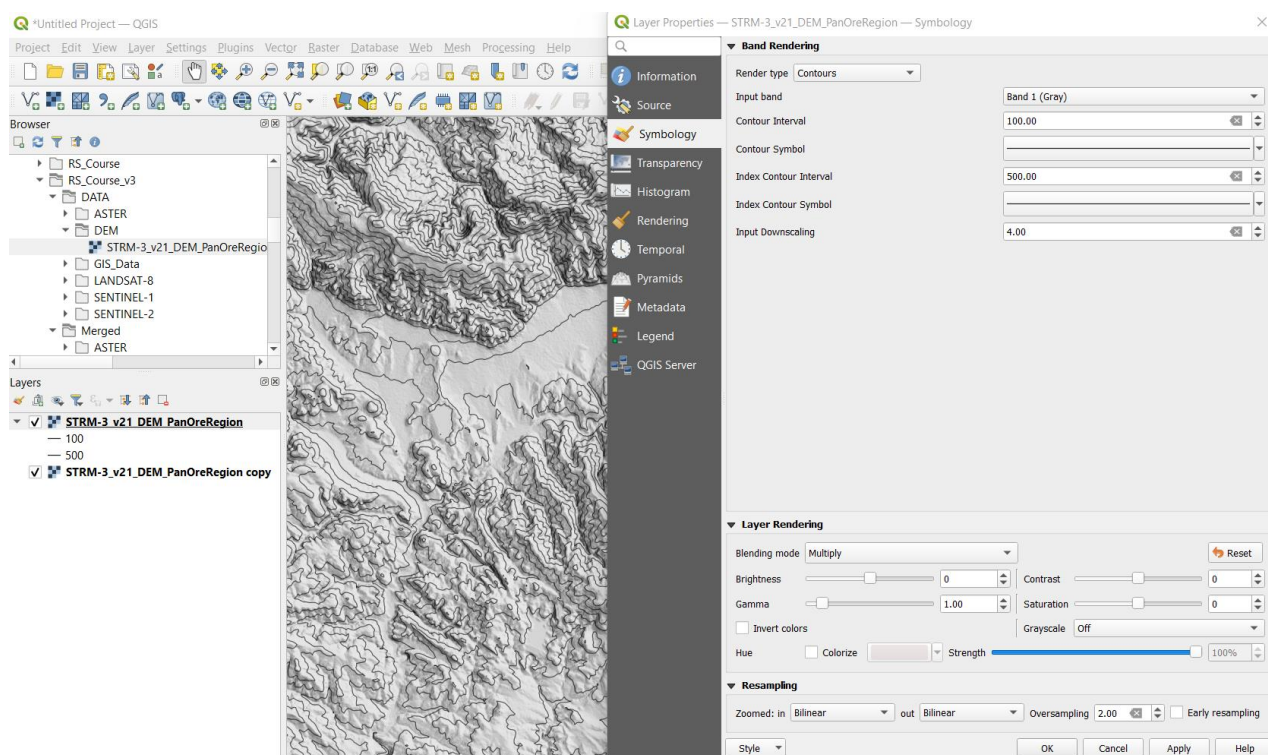 *Untitled Project — QGIS
Project Edit View Layer Settings Plugins Vector Raster Database Web Mesh Processing Help
Browser
RS_Course
RS_Course_v3
DATA
ASTER
DEM
STRM-3_v21_DEM_PanOreRegio
GIS_Data
LANDSAT-8
SENTINEL-1
SENTINEL-2
Merged
ASTER
Layers
STRM-3_v21_DEM_PanOreRegion
100
500
STRM-3_v21_DEM_PanOreRegion copy
Layer Properties — STRM-3_v21_DEM_PanOreRegion — Symbology
Information
Source
Symbology
Transparency
Histogram
Rendering
Temporal
Pyramids
Metadata
Legend
QGIS Server
Band Rendering
Render type Contours
Input band Band 1 (Gray)
Contour Interval 100.00
Contour Symbol
Index Contour Interval 500.00
Index Contour Symbol
Input Downscaling 4.00
Layer Rendering
Blending mode Multiply Reset
Brightness 0 Contrast 0
Gamma 1.00 Saturation 0
Invert colors Grayscale Off
Hue Colorize Strength 100%
Resampling
Zoomed: in Bilinear out Bilinear Oversampling 2.00 Early resampling
Style OK Cancel Apply Help